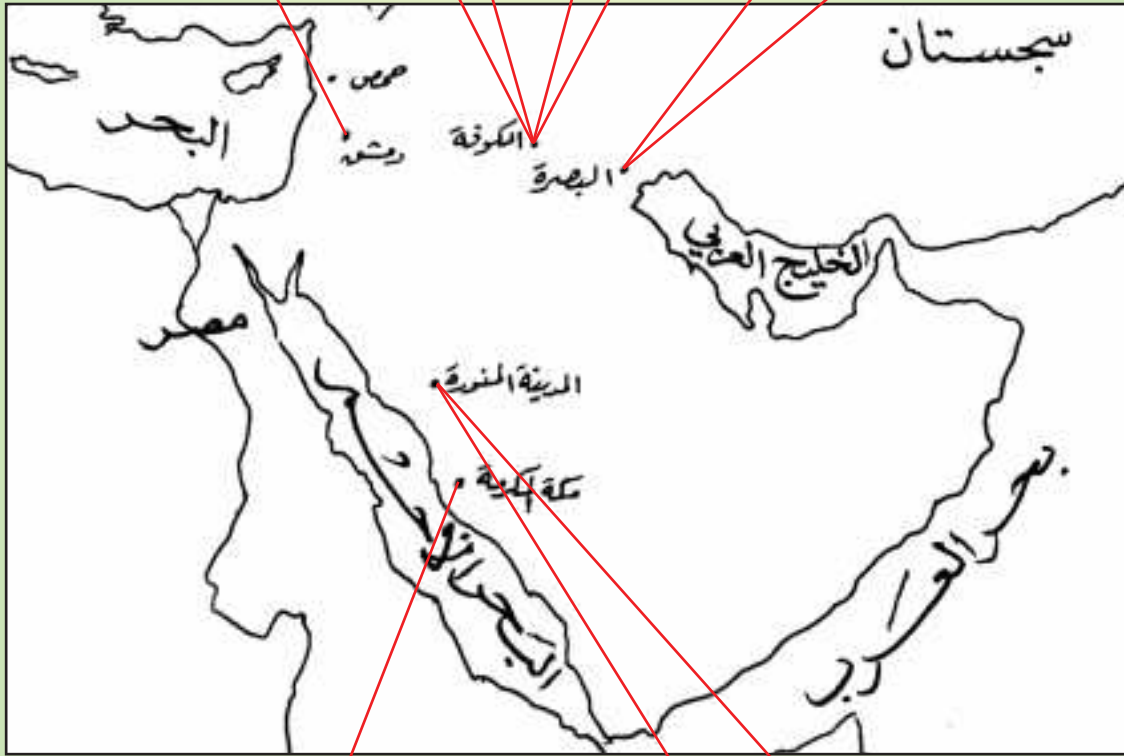 سجستان
حمص
البحر
دمشق
الكوفة
البصرة
الخليج العربي
مصر
المدينة المنورة
مكة المكرمة
البحر الأحمر
بحر العرب